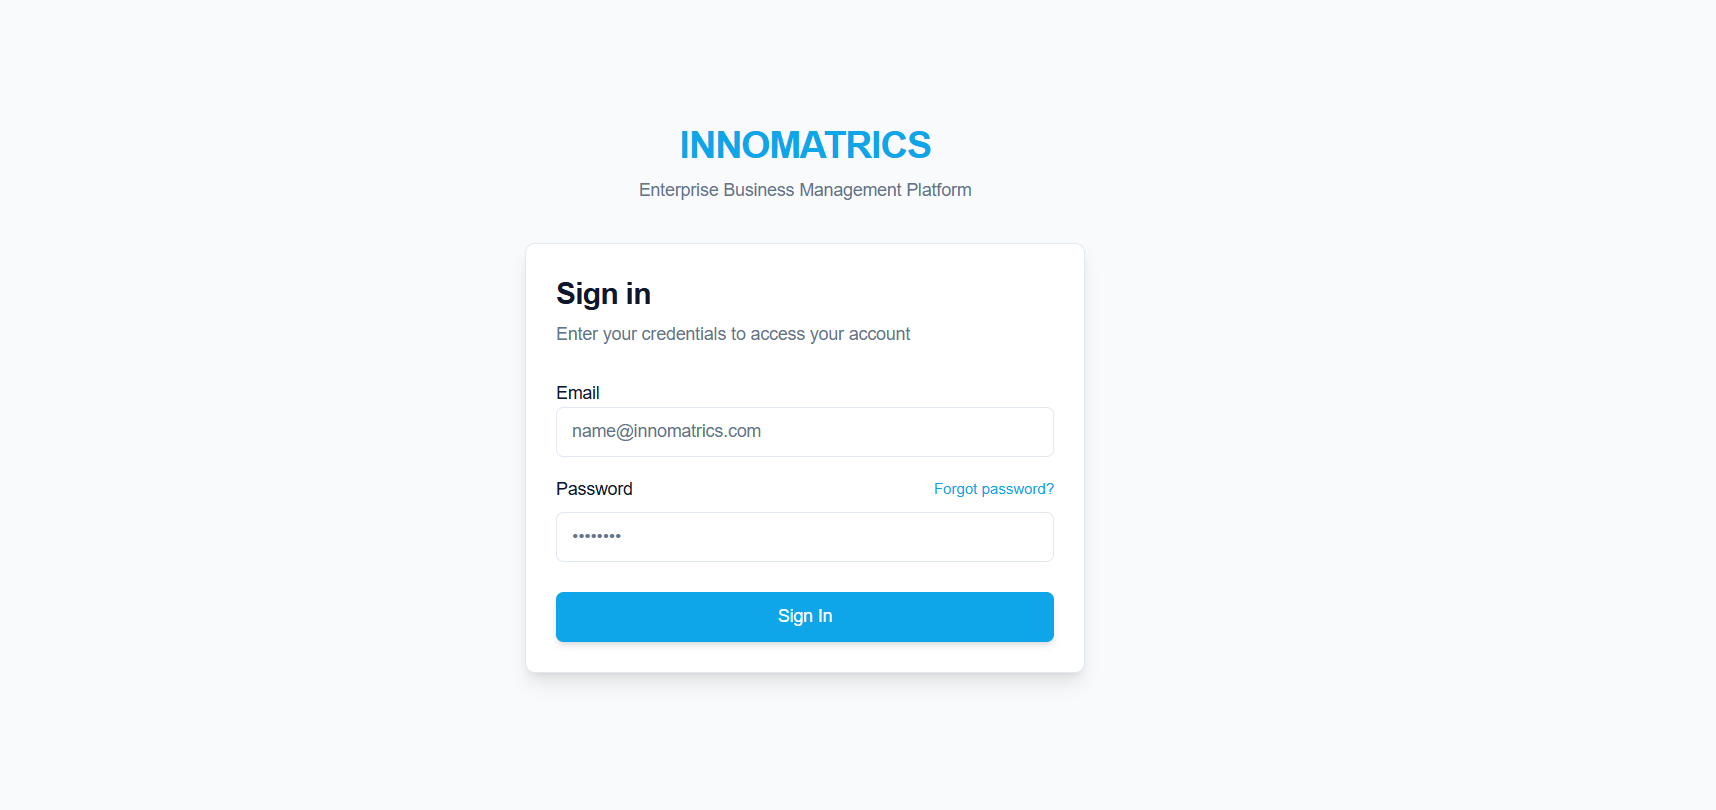 INNOMATRICS
Enterprise Business Management Platform
Sign in
Enter your credentials to access your account
Email
name@innomatrics.com
Password Forgot password?
••••••••
Sign In